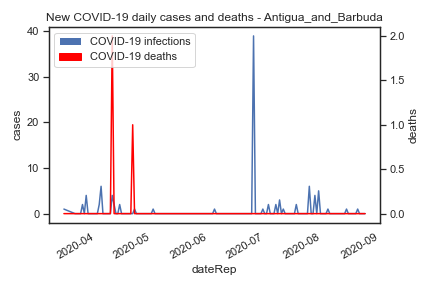 New COVID-19 daily cases and deaths - Antigua_and_Barbuda
COVID-19 infections
COVID-19 deaths
40
30
20
10
0
cases
2.0
1.5
1.0
0.5
0.0
deaths
2020-04
2020-05
2020-06
2020-07
2020-08
2020-09
dateRep